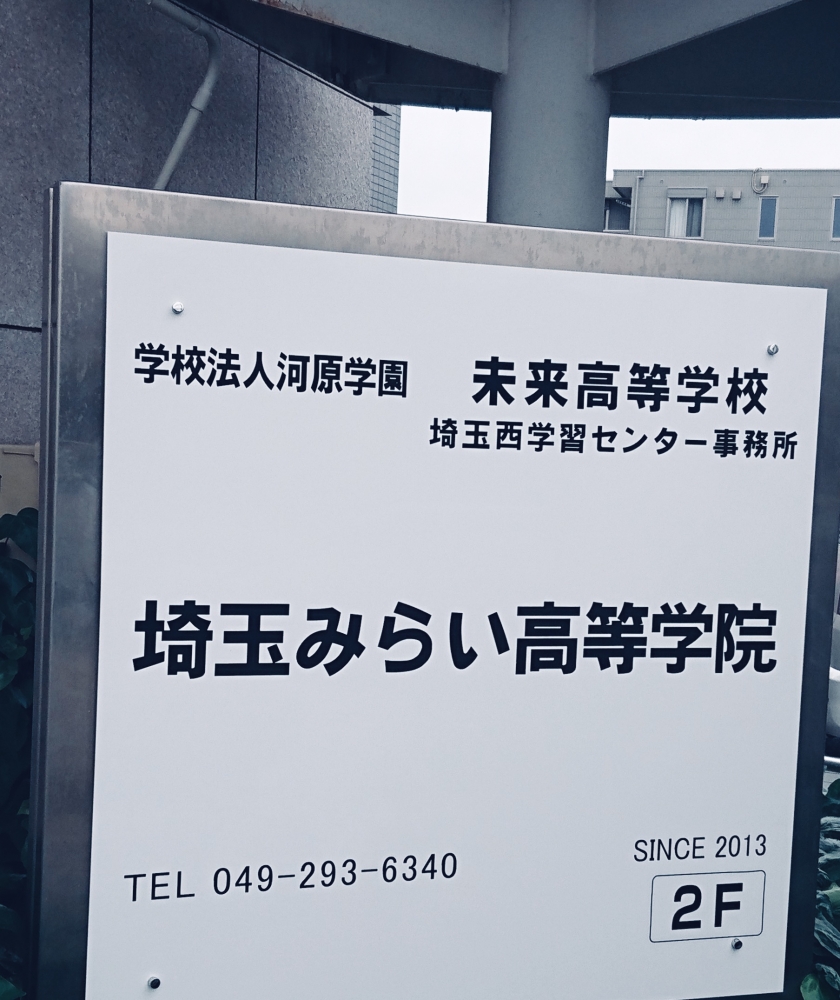 学校法人河原学園 未来高等学校
埼玉西学習センター事務所
埼玉みらい高等学院
TEL 049-293-6340
SINCE 2013
2F